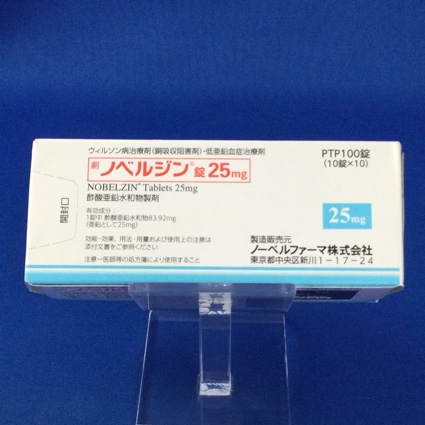 ウィルソン病治療剤(銅吸収阻害剤)・低亜鉛血症治療剤
PTP100錠
(10錠×10)
劇 ノベルジン®錠25mg
NOBELZIN® Tablets 25mg
酢酸亜鉛水和物製剤
有効成分:
1錠中 酢酸亜鉛水和物83.92mg
(亜鉛として25mg)
25mg
効能・効果、用法・用量および使用上の注意は
添付文書をご参照ください
注意−医師等の処方箋により使用すること
製造販売元
ノーベルファーマ株式会社
東京都中央区新川1−17−24
開封口